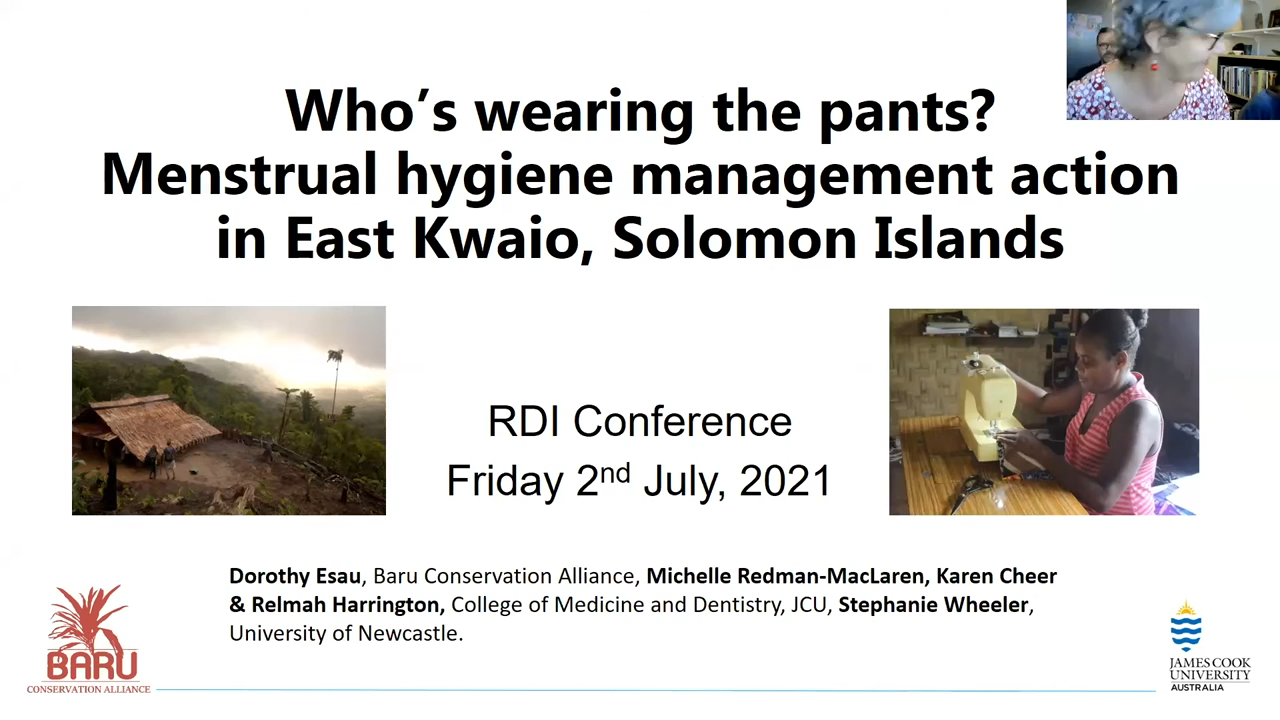 Who's wearing the pants?
Menstrual hygiene management action
in East Kwaio, Solomon Islands
RDI Conference
Friday 2nd July, 2021
Dorothy Esau, Baru Conservation Alliance, Michelle Redman-MacLaren, Karen Cheer
& Relmah Harrington, College of Medicine and Dentistry, JCU, Stephanie Wheeler,
University of Newcastle.
BARU
CONSERVATION ALLIANCE
JAMES COOK
UNIVERSITY
AUSTRALIA